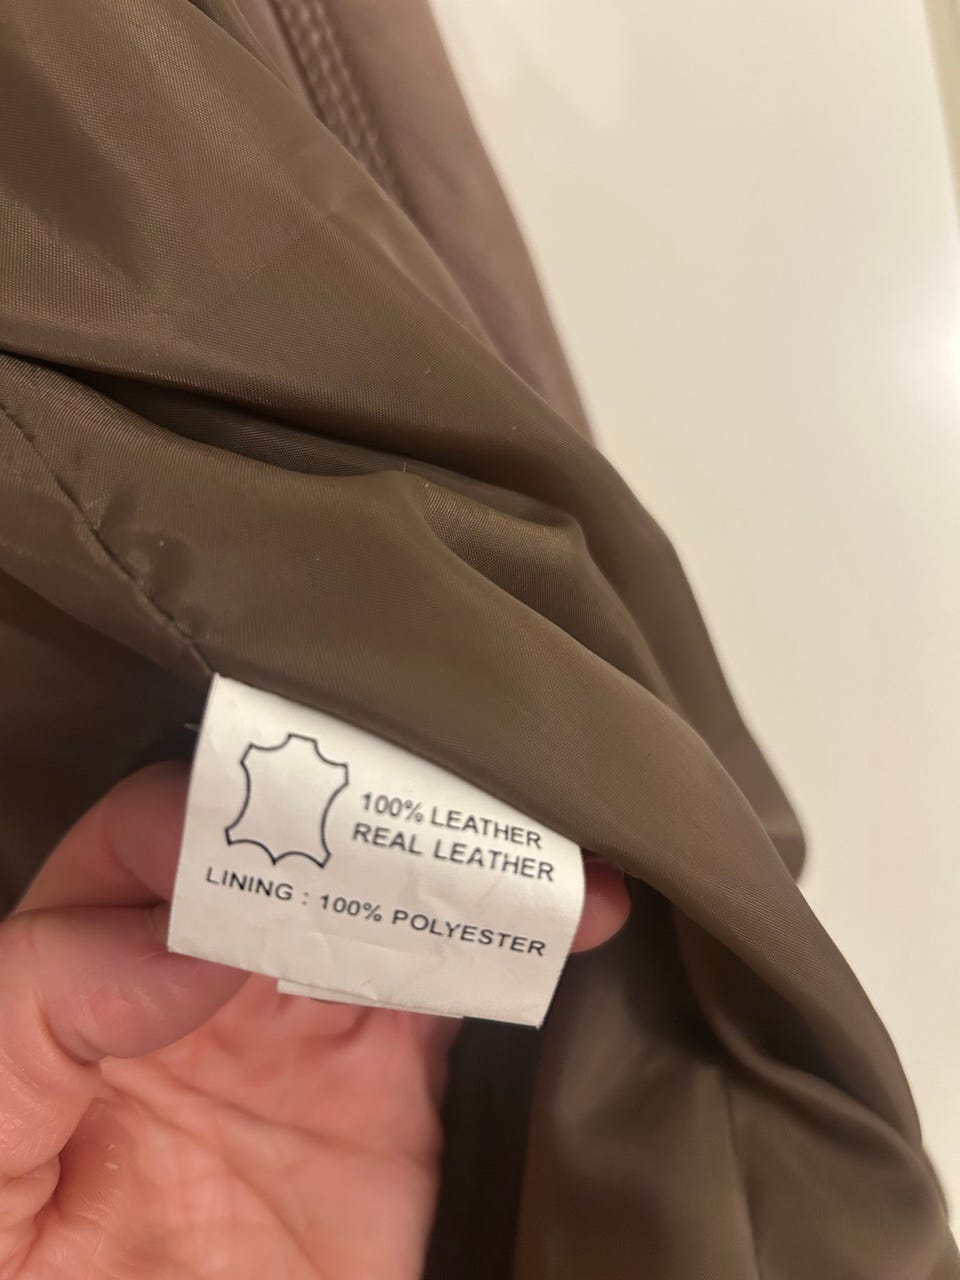 100% LEATHER
REAL LEATHER
LINING : 100% POLYESTER